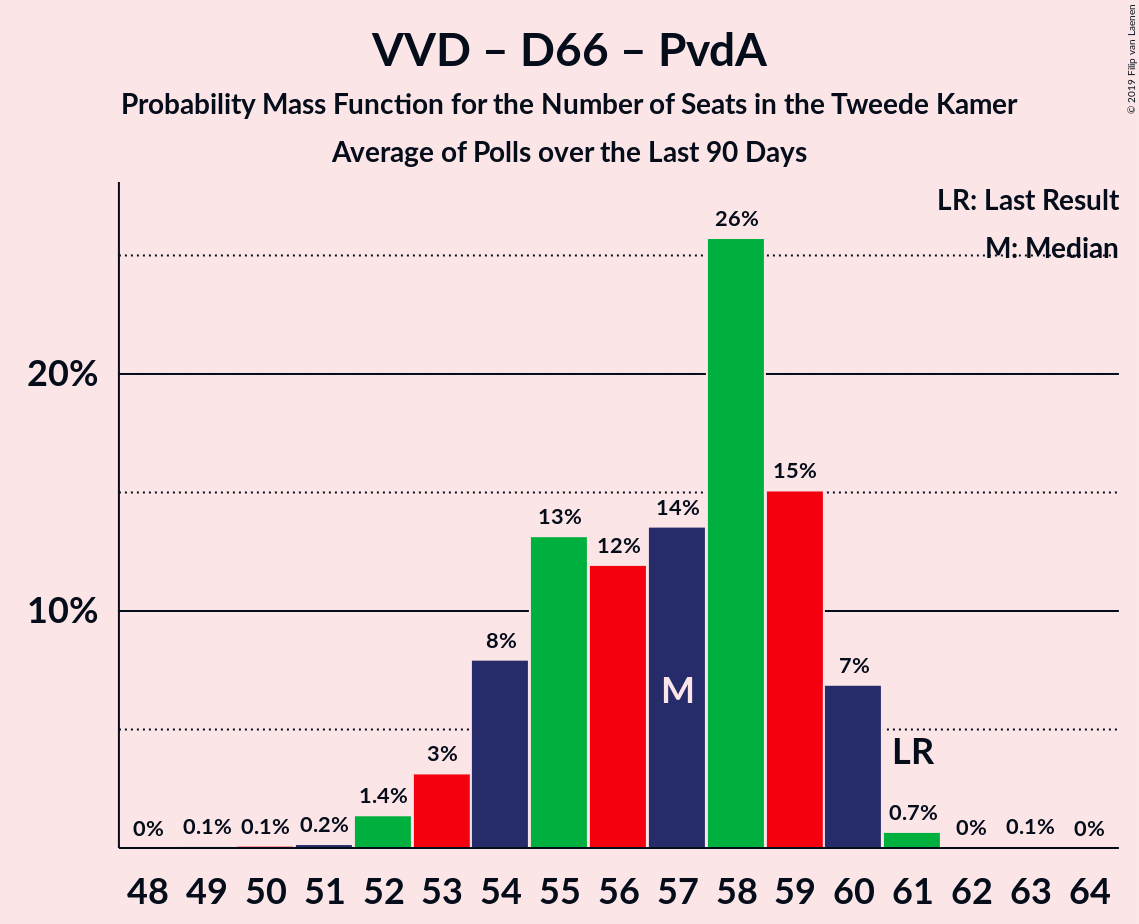 VVD – D66 – PvdA
Probability Mass Function for the Number of Seats in the Tweede Kamer
Average of Polls over the Last 90 Days
© 2019 Filip van Laenen
LR: Last Result
M: Median
26%
20%
15%
14%
13%
12%
10%
8%
7%
M
3%
LR
1.4%
0.7%
0% 0.1% 0.1% 0.2% 0% 0.1% 0%
48 49 50 51 52 53 54 55 56 57 58 59 60 61 62 63 64